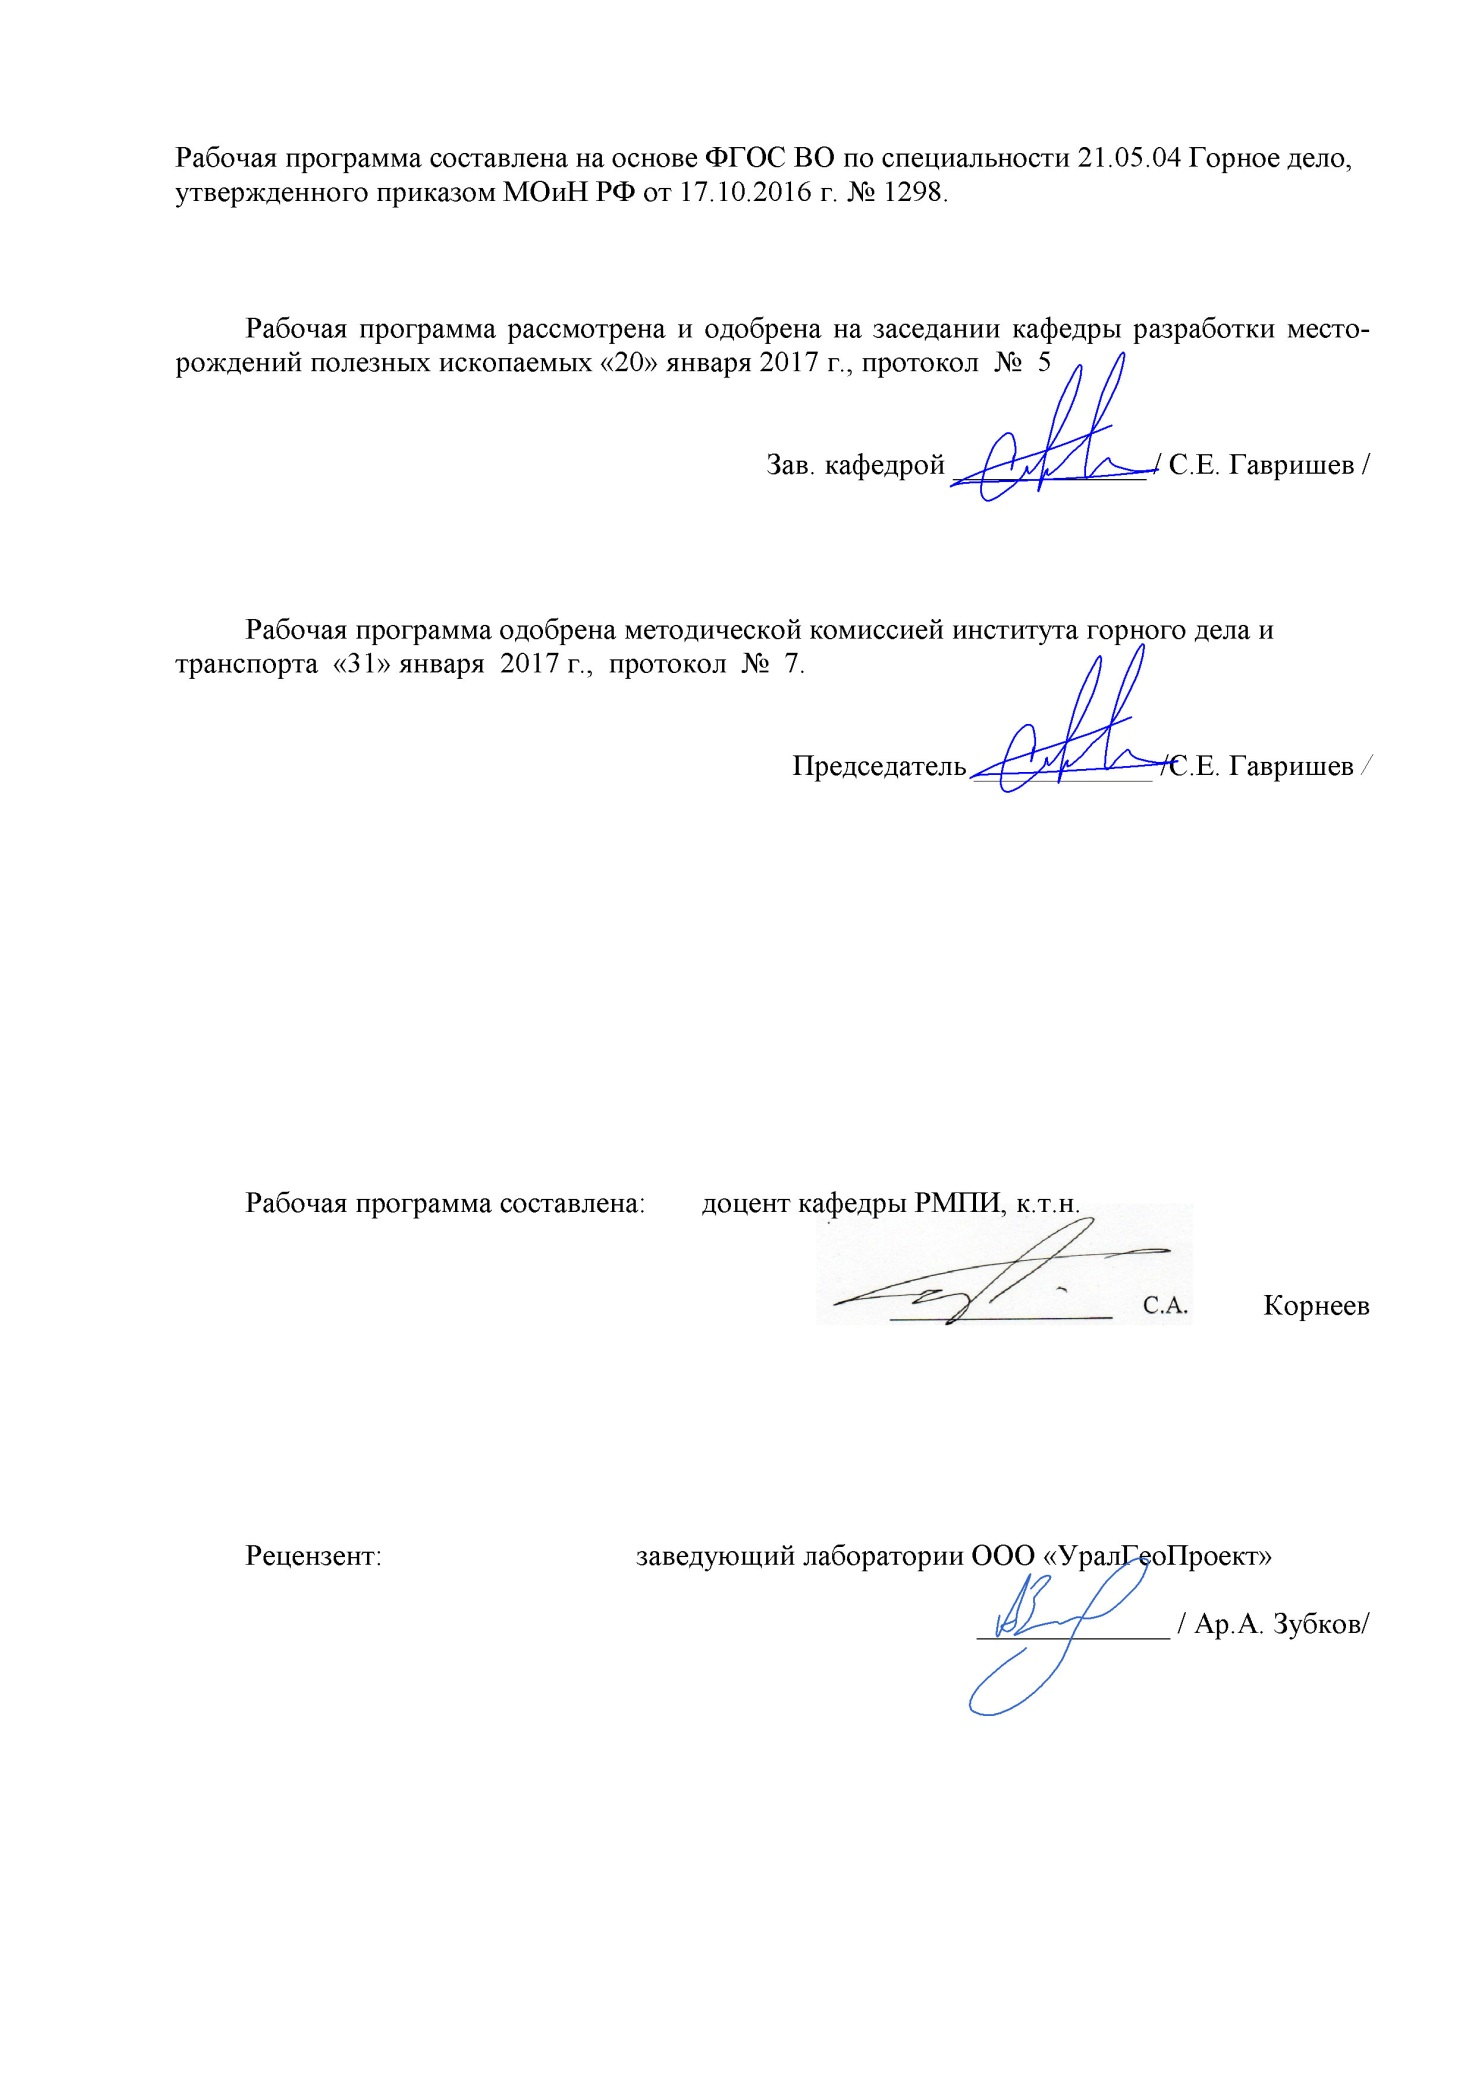 Рабочая программа составлена на основе ФГОС ВО по специальности 21.05.04 Горное дело,
утвержденного приказом МОиН РФ от 17.10.2016 г. № 1298.
Рабочая программа рассмотрена и одобрена на заседании кафедры разработки место-
рождений полезных ископаемых «20» января 2017 г., протокол № 5
Зав. кафедрой ______________/ С.Е. Гавришев /
Рабочая программа одобрена методической комиссией института горного дела и
транспорта «31» января 2017 г., протокол № 7.
Председатель _____________ /С.Е. Гавришев /
Рабочая программа составлена: доцент кафедры РМПИ, к.т.н.
________________ С.А. Корнеев
Рецензент: заведующий лаборатории ООО «УралГеоПроект»
______________ / Ар.А. Зубков/